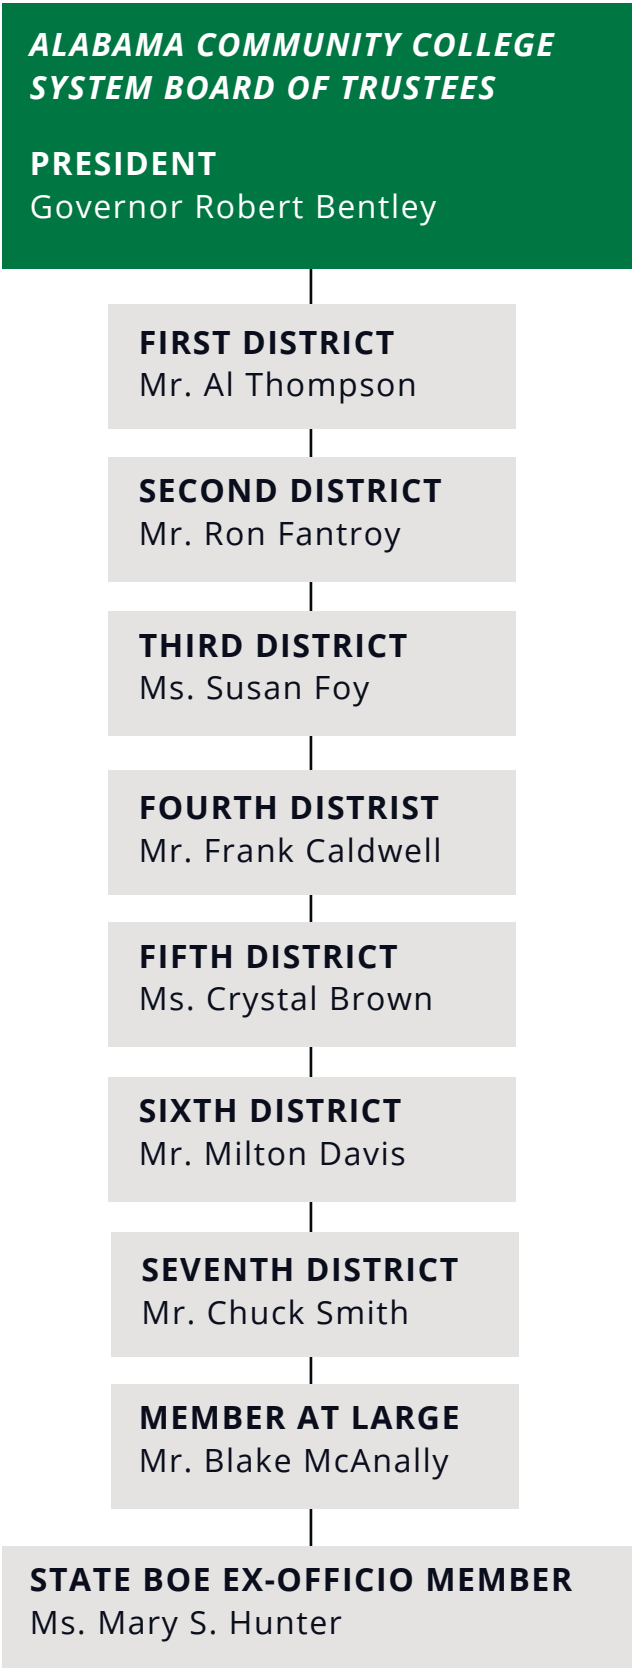 ALABAMA COMMUNITY COLLEGE
SYSTEM BOARD OF TRUSTEES
PRESIDENT
Governor Robert Bentley
FIRST DISTRICT
Mr. Al Thompson
SECOND DISTRICT
Mr. Ron Fantroy
THIRD DISTRICT
Ms. Susan Foy
FOURTH DISTRIST
Mr. Frank Caldwell
FIFTH DISTRICT
Ms. Crystal Brown
SIXTH DISTRICT
Mr. Milton Davis
SEVENTH DISTRICT
Mr. Chuck Smith
MEMBER AT LARGE
Mr. Blake McAnally
STATE BOE EX-OFFICIO MEMBER
Ms. Mary S. Hunter